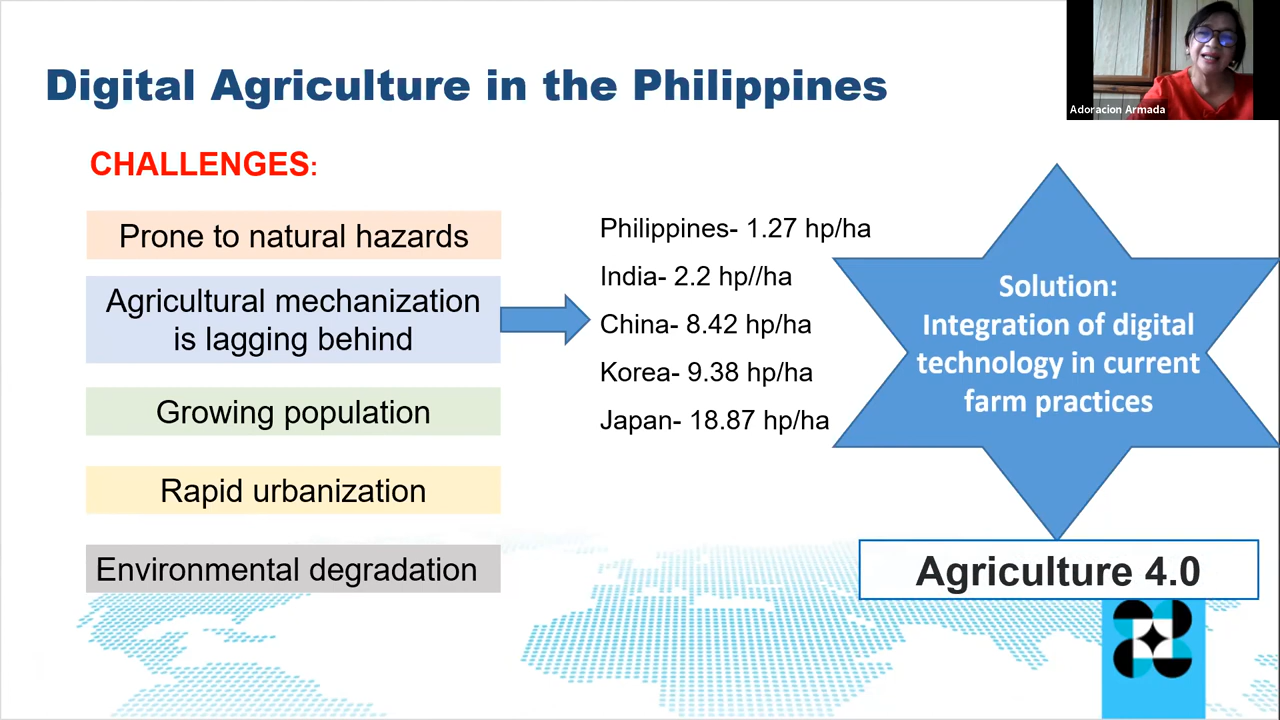 Digital Agriculture in the Philippines
Adoracion Armada
CHALLENGES:
Prone to natural hazards
Agricultural mechanization
is lagging behind
Growing population
Rapid urbanization
Environmental degradation
Philippines- 1.27 hp/ha
India- 2.2 hp//ha
China- 8.42 hp/ha
Korea- 9.38 hp/ha
Japan- 18.87 hp/ha
Solution:
Integration of digital
technology in current
farm practices
Agriculture 4.0